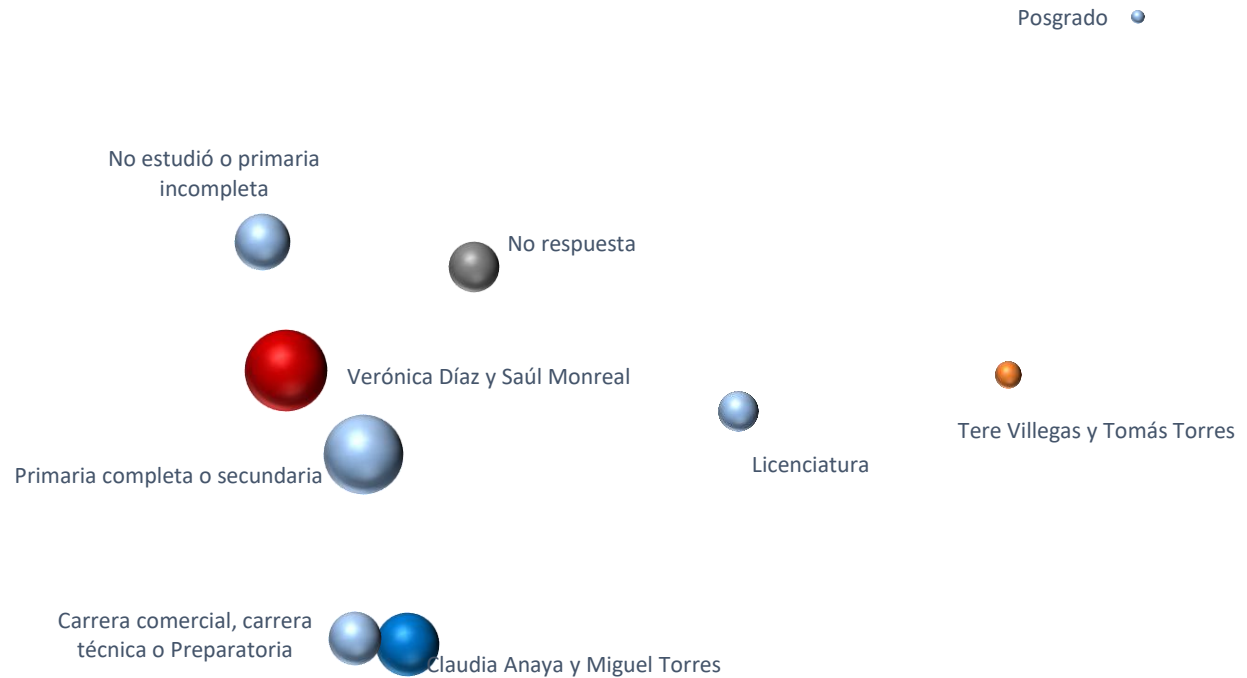 Posgrado
No estudió o primaria
incompleta
No respuesta
Verónica Díaz y Saúl Monreal
Tere Villegas y Tomás Torres
Licenciatura
Primaria completa o secundaria
Carrera comercial, carrera
técnica o Preparatoria
Claudia Anaya y Miguel Torres